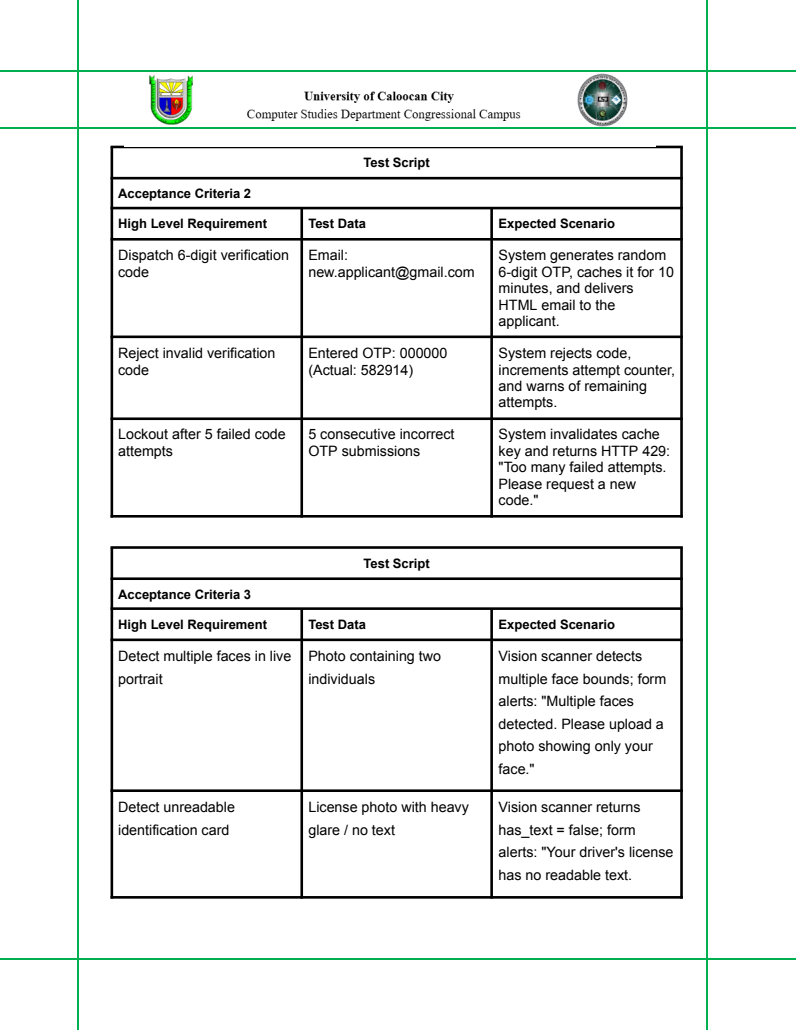 University of Caloocan City
Computer Studies Department Congressional Campus
Test Script
Acceptance Criteria 2
High Level Requirement
Test Data
Expected Scenario
Dispatch 6-digit verification
code
Email:
new.applicant@gmail.com
System generates random
6-digit OTP, caches it for 10
minutes, and delivers
HTML email to the
applicant.
Reject invalid verification
code
Entered OTP: 000000
(Actual: 582914)
System rejects code,
increments attempt counter,
and warns of remaining
attempts.
Lockout after 5 failed code
attempts
5 consecutive incorrect
OTP submissions
System invalidates cache
key and returns HTTP 429:
"Too many failed attempts.
Please request a new
code."
Test Script
Acceptance Criteria 3
High Level Requirement
Test Data
Expected Scenario
Detect multiple faces in live
portrait
Photo containing two
individuals
Vision scanner detects
multiple face bounds; form
alerts: "Multiple faces
detected. Please upload a
photo showing only your
face."
Detect unreadable
identification card
License photo with heavy
glare / no text
Vision scanner returns
has_text = false; form
alerts: "Your driver's license
has no readable text.